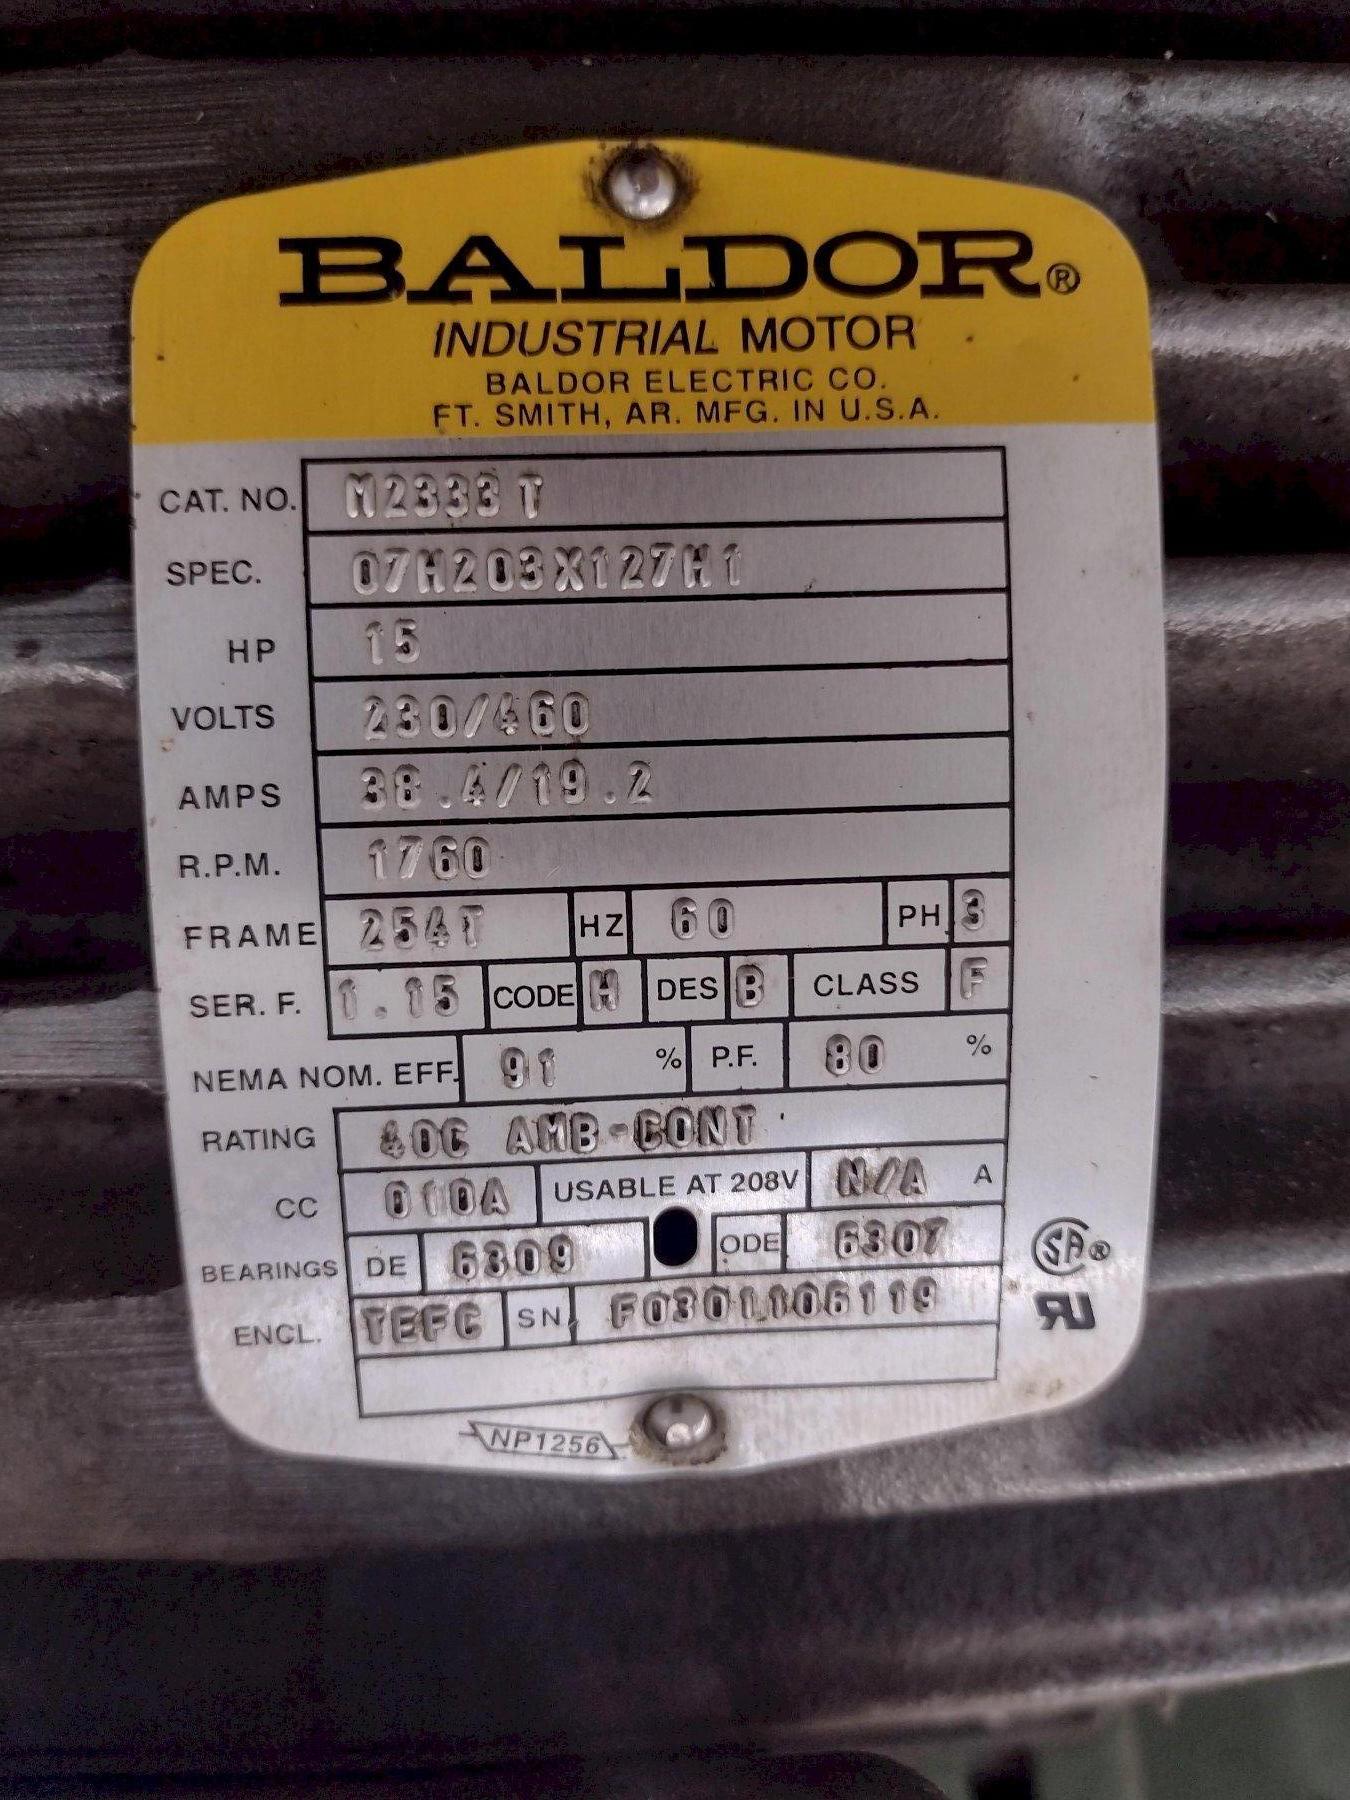 BALDOR®
INDUSTRIAL MOTOR
BALDOR ELECTRIC CO.
FT. SMITH, AR. MFG. IN U.S.A.
CAT. NO. M2333T
SPEC. 07H203X127H1
HP 15
VOLTS 230/460
AMPS 38.4/19.2
R.P.M. 1760
FRAME 254T HZ 60 PH 3
SER. F. 1.15 CODE H DES B CLASS F
NEMA NOM. EFF. 91 % P.F. 80 %
RATING 40C AMB-CONT
CC 010A USABLE AT 208V N/A A
BEARINGS DE 6309 ODE 6307
ENCL. TEFC SN F0301106119
SA®
RU
NP1256